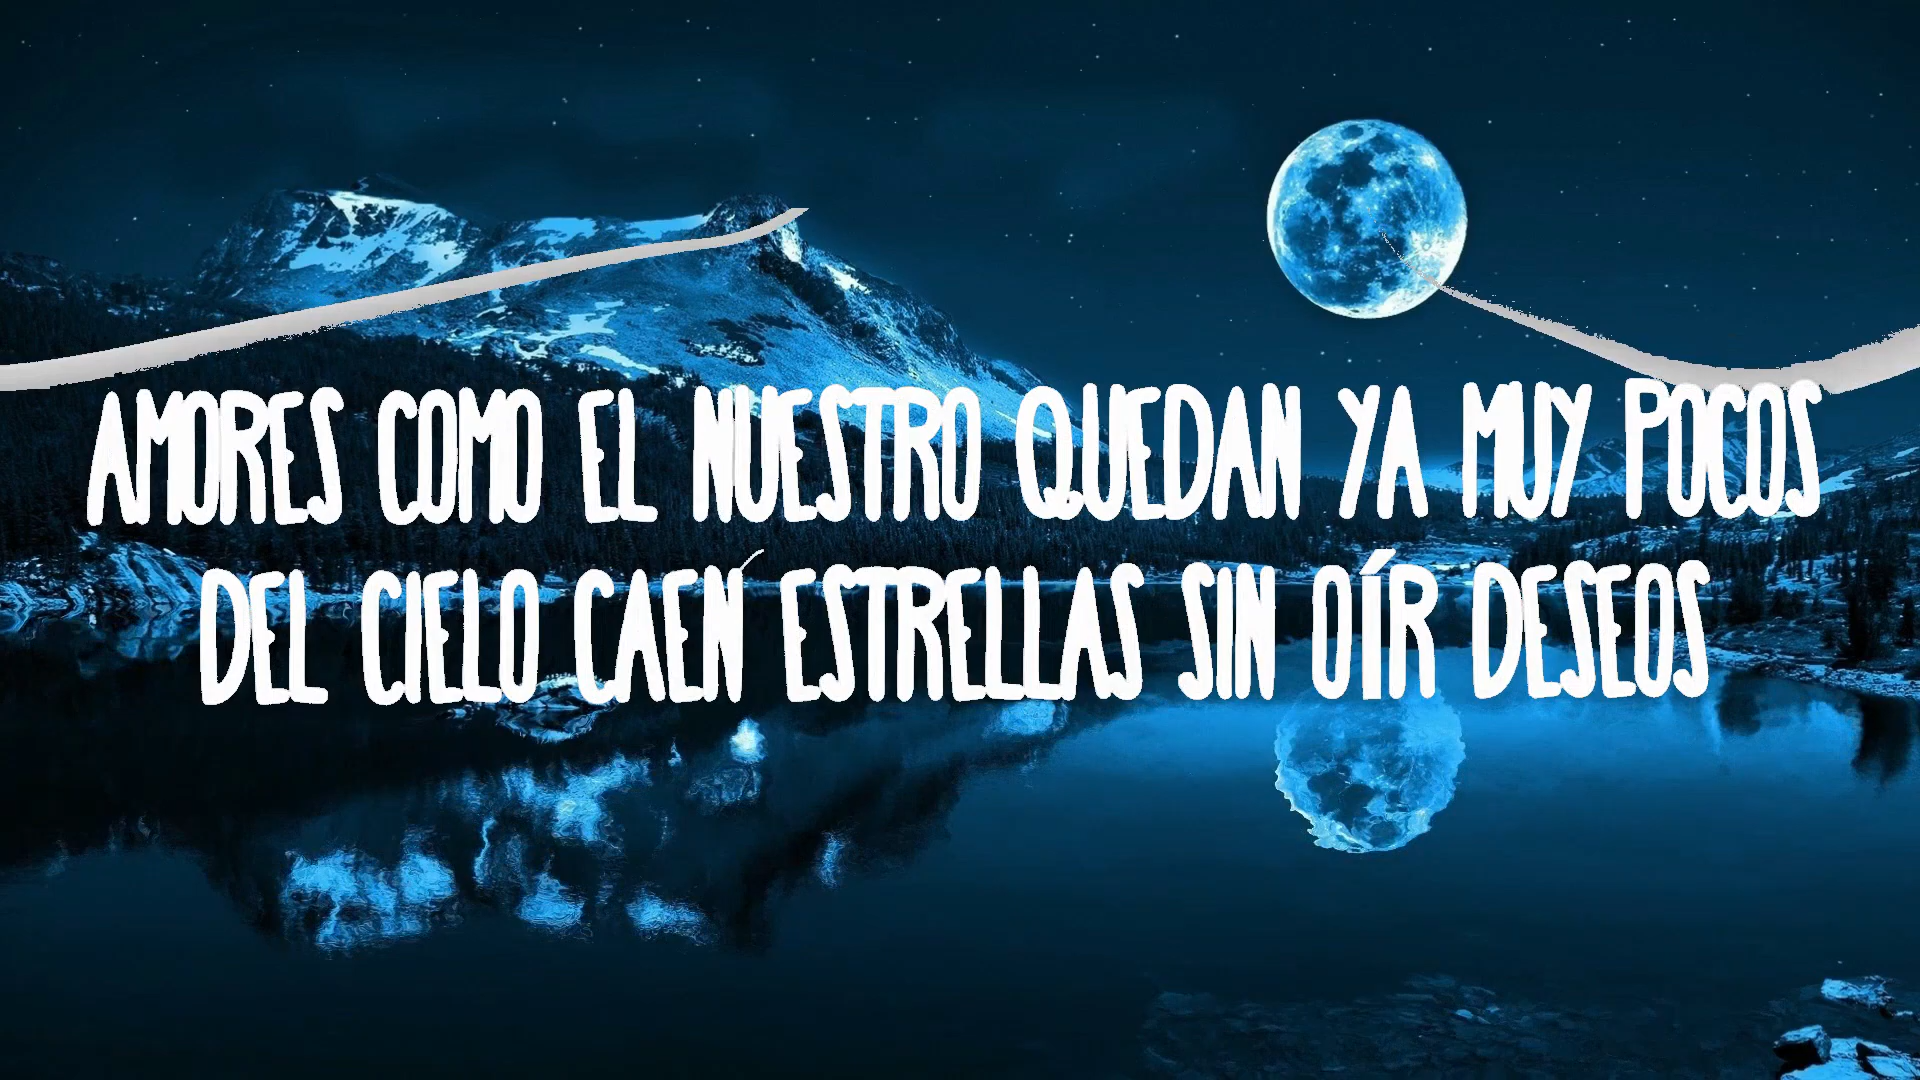 AMORES COMO EL NUESTRO QUEDAN YA MUY POCOS
DEL CIELO CAEN ESTRELLAS SIN OÍR DESEOS